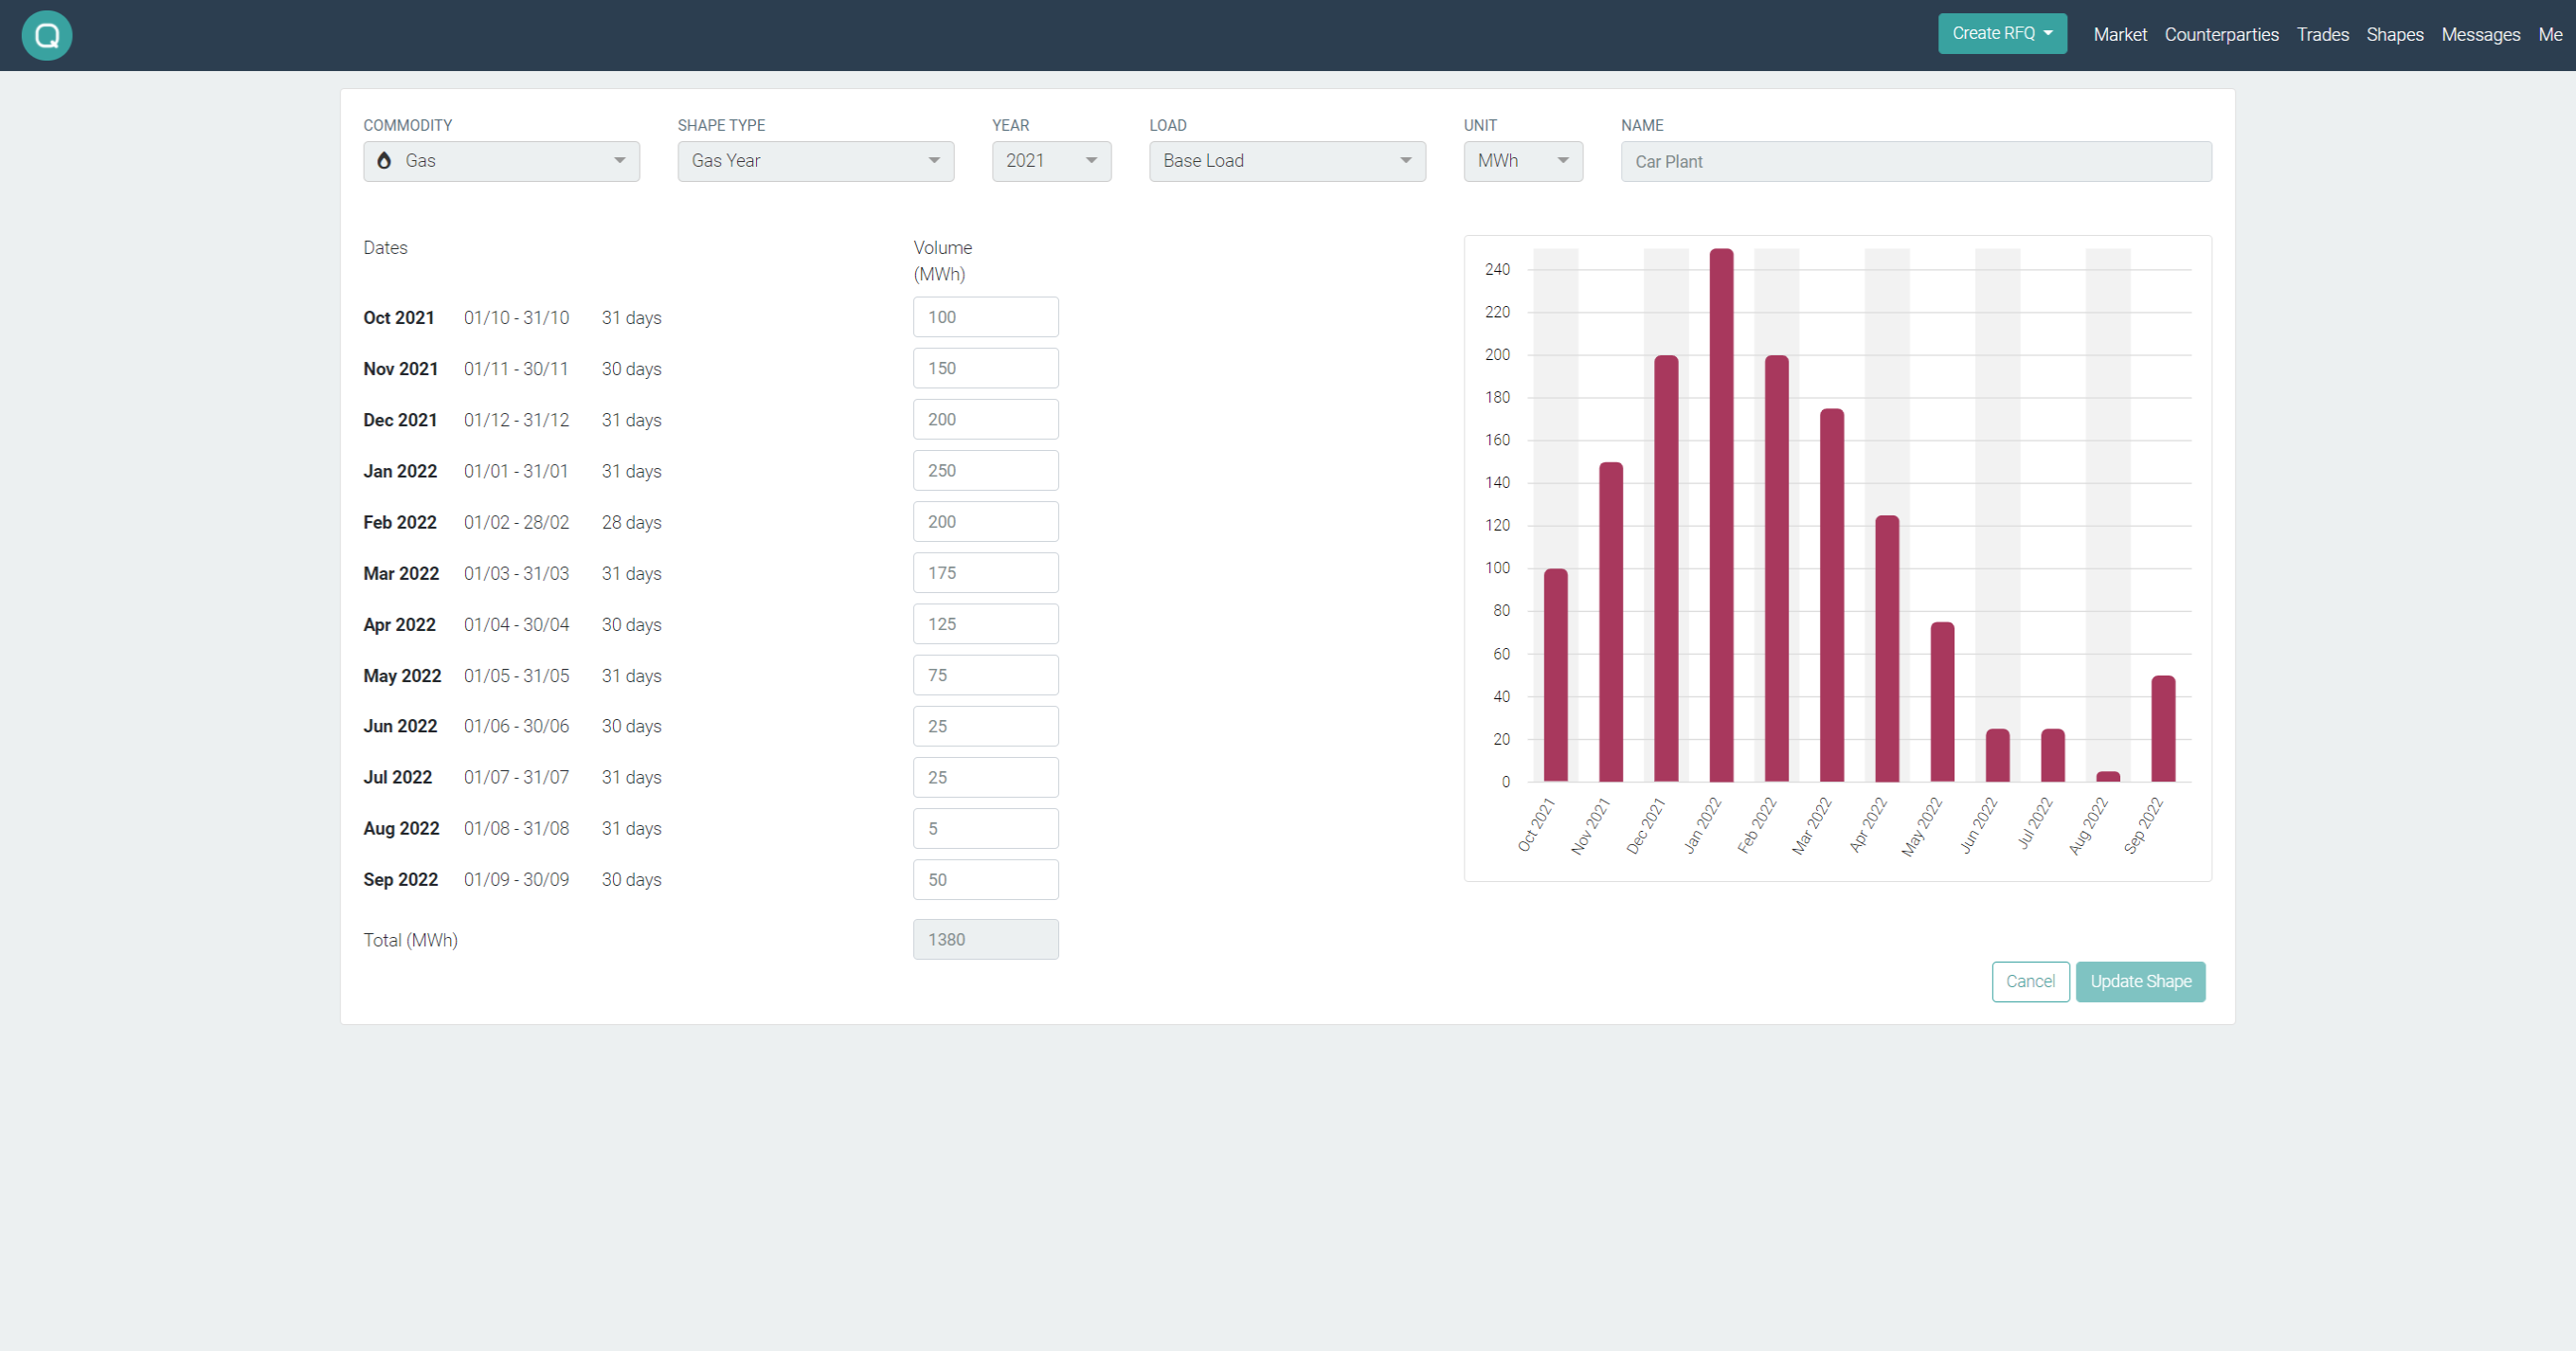 Q
Create RFQ Market Counterparties Trades Shapes Messages Me
COMMODITY SHAPE TYPE YEAR LOAD UNIT NAME
Gas Gas Year 2021 Base Load MWh Car Plant
Dates Volume
(MWh)
Oct 2021 01/10 - 31/10 31 days 100
Nov 2021 01/11 - 30/11 30 days 150
Dec 2021 01/12 - 31/12 31 days 200
Jan 2022 01/01 - 31/01 31 days 250
Feb 2022 01/02 - 28/02 28 days 200
Mar 2022 01/03 - 31/03 31 days 175
Apr 2022 01/04 - 30/04 30 days 125
May 2022 01/05 - 31/05 31 days 75
Jun 2022 01/06 - 30/06 30 days 25
Jul 2022 01/07 - 31/07 31 days 25
Aug 2022 01/08 - 31/08 31 days 5
Sep 2022 01/09 - 30/09 30 days 50
Total (MWh) 1380
240
220
200
180
160
140
120
100
80
60
40
20
0
Oct 2021 Nov 2021 Dec 2021 Jan 2022 Feb 2022 Mar 2022 Apr 2022 May 2022 Jun 2022 Jul 2022 Aug 2022 Sep 2022
Cancel Update Shape